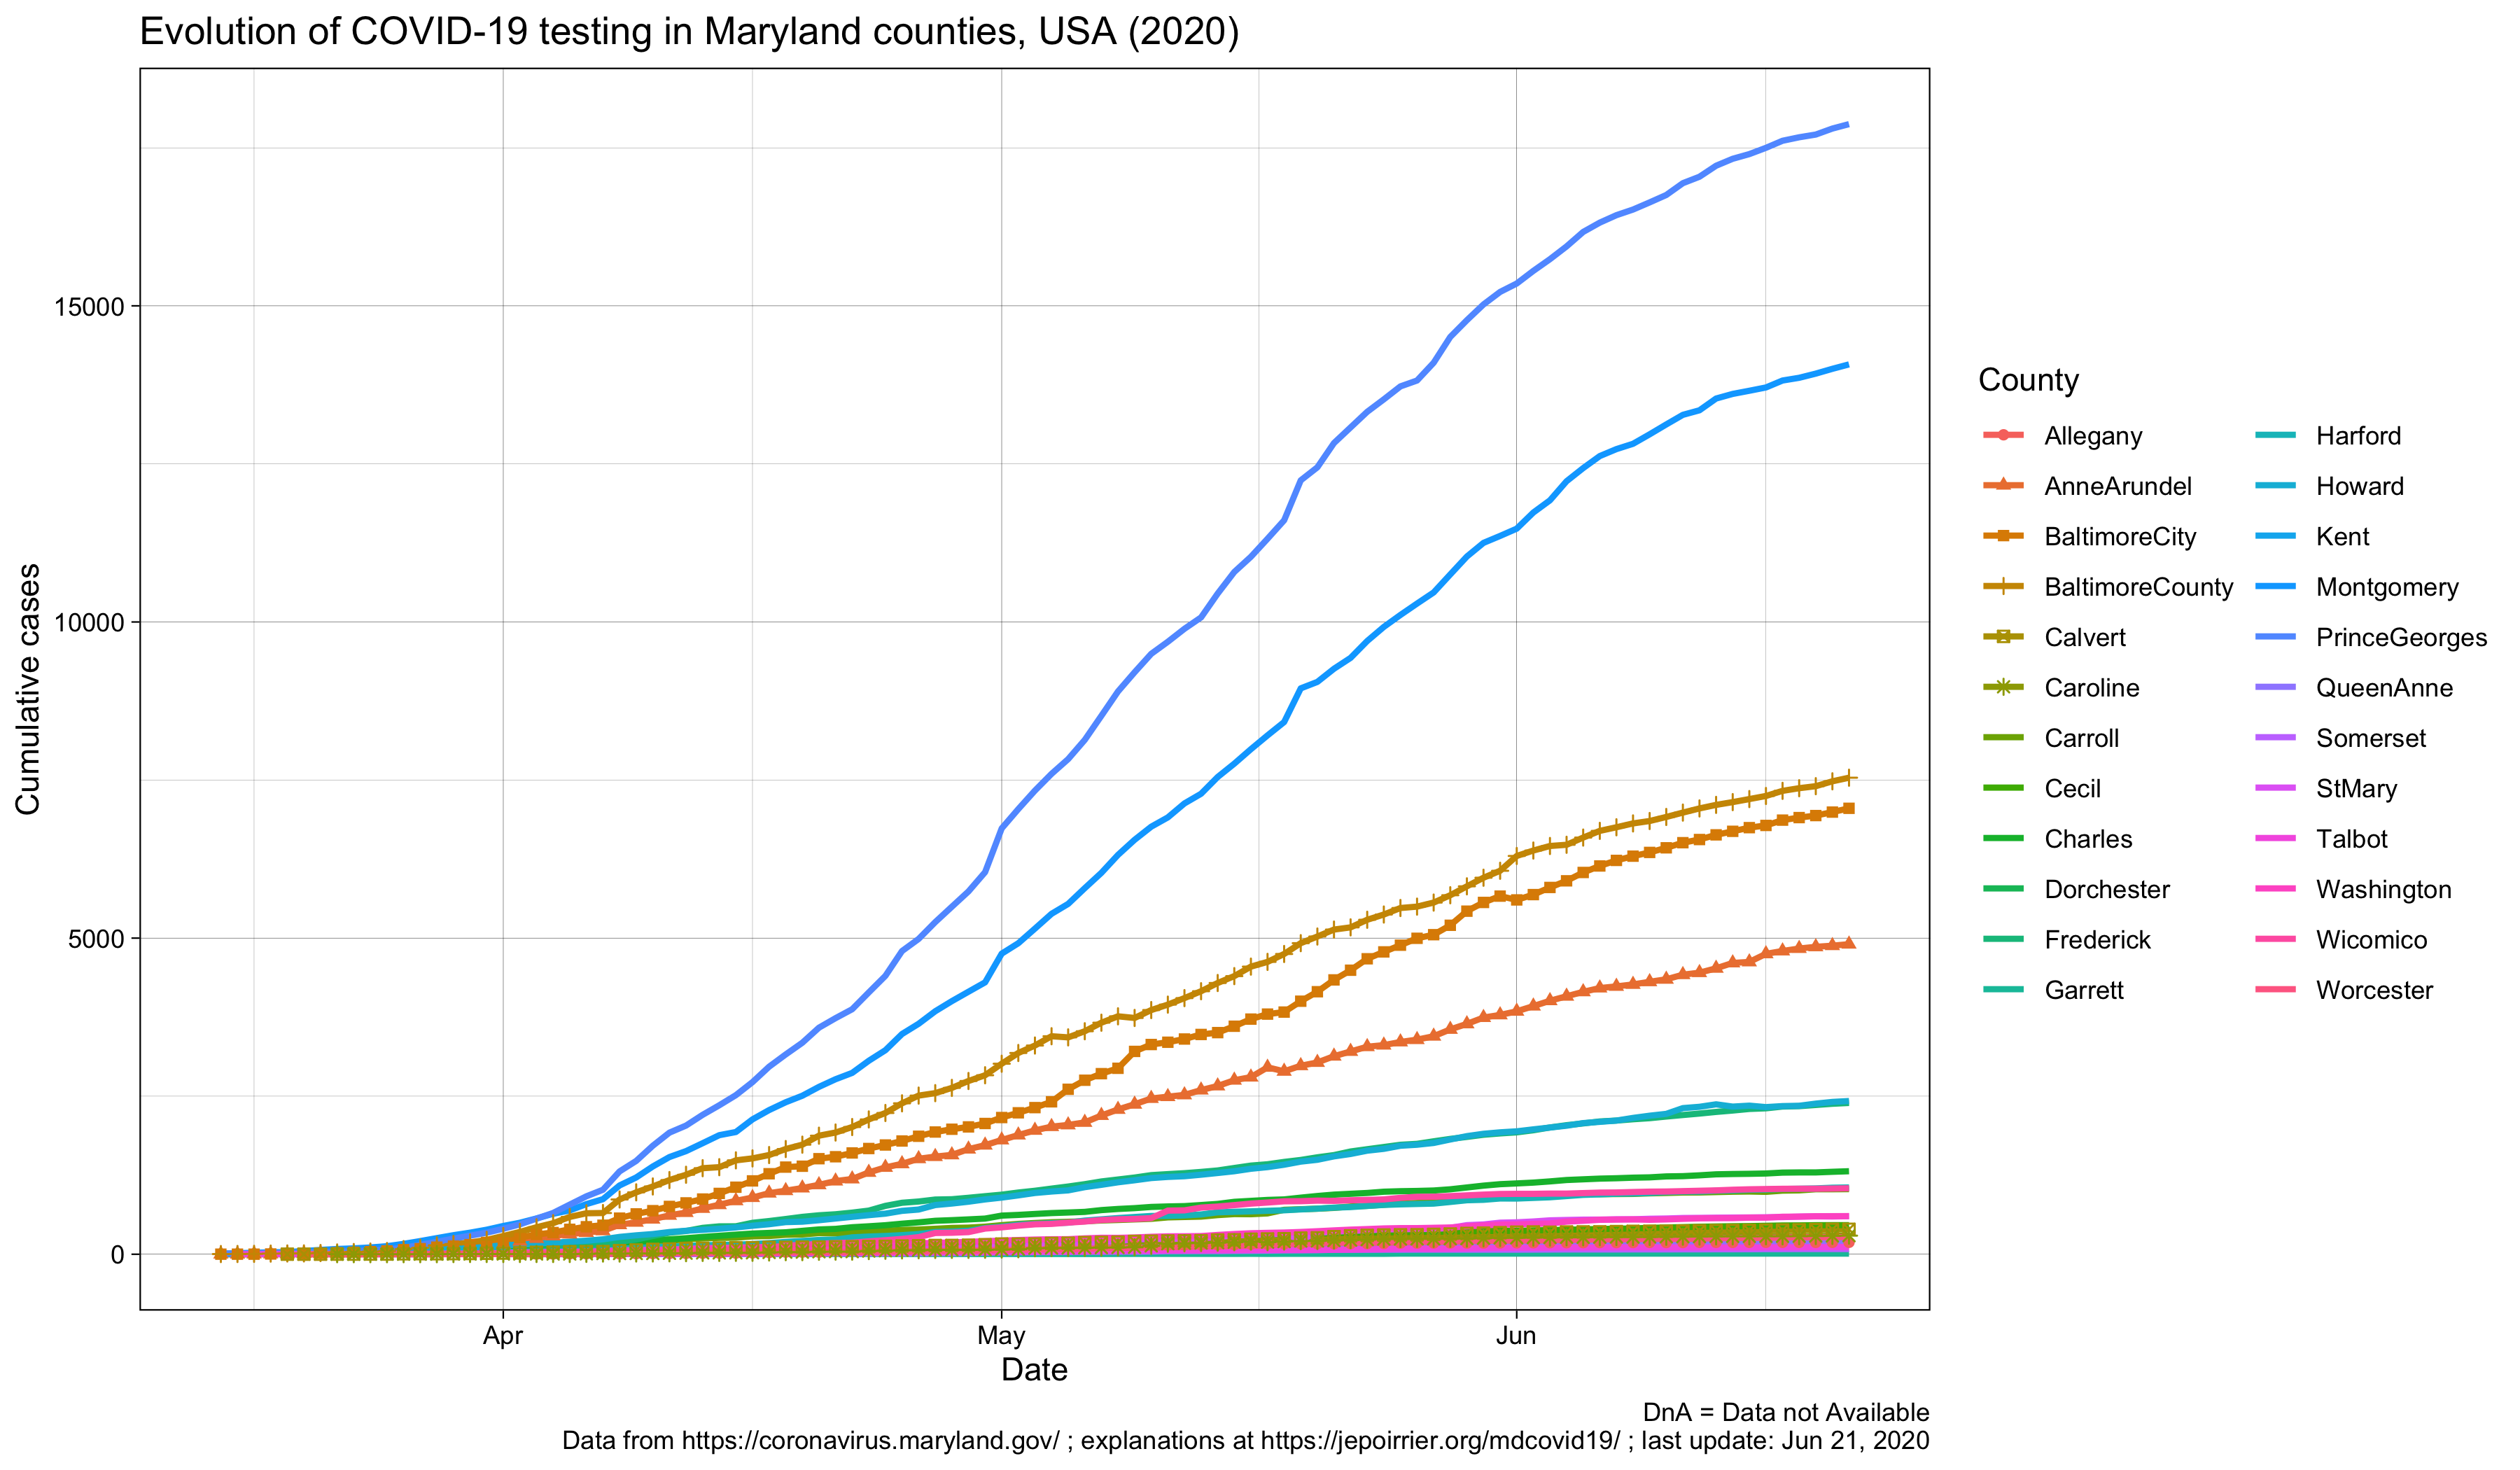 Evolution of COVID-19 testing in Maryland counties, USA (2020)
Cumulative cases
15000
10000
5000
0
Apr
May
Jun
Date
County
Allegany
AnneArundel
BaltimoreCity
BaltimoreCounty
Calvert
Caroline
Carroll
Cecil
Charles
Dorchester
Frederick
Garrett
Harford
Howard
Kent
Montgomery
PrinceGeorges
QueenAnne
Somerset
StMary
Talbot
Washington
Wicomico
Worcester
DnA = Data not Available
Data from https://coronavirus.maryland.gov/ ; explanations at https://jepoirrier.org/mdcovid19/ ; last update: Jun 21, 2020